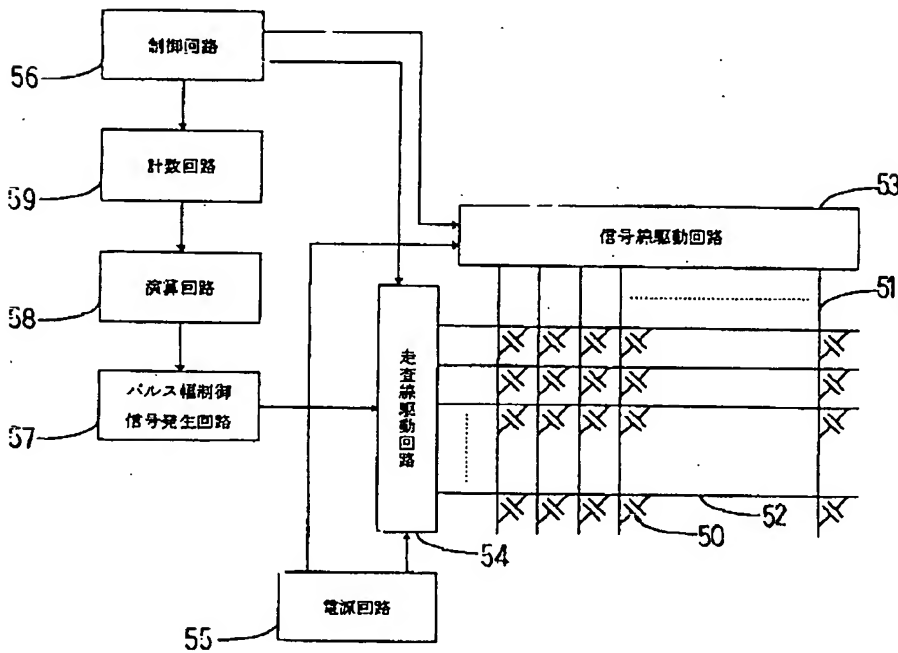 制御回路
56
計数回路
59
53
信号線駆動回路
演算回路
58
51
走査線駆動回路
パルス幅制御
信号発生回路
57
52
50
54
電源回路
55